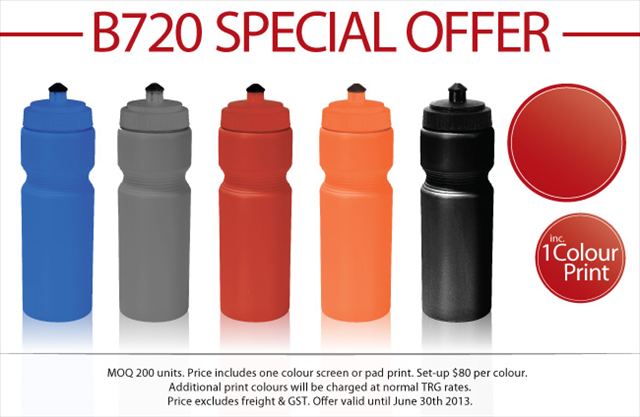 B720 SPECIAL OFFER
inc.
1 Colour
Print
MOQ 200 units. Price includes one colour screen or pad print. Set-up $80 per colour.
Additional print colours will be charged at normal TRG rates.
Price excludes freight & GST. Offer valid until June 30th 2013.